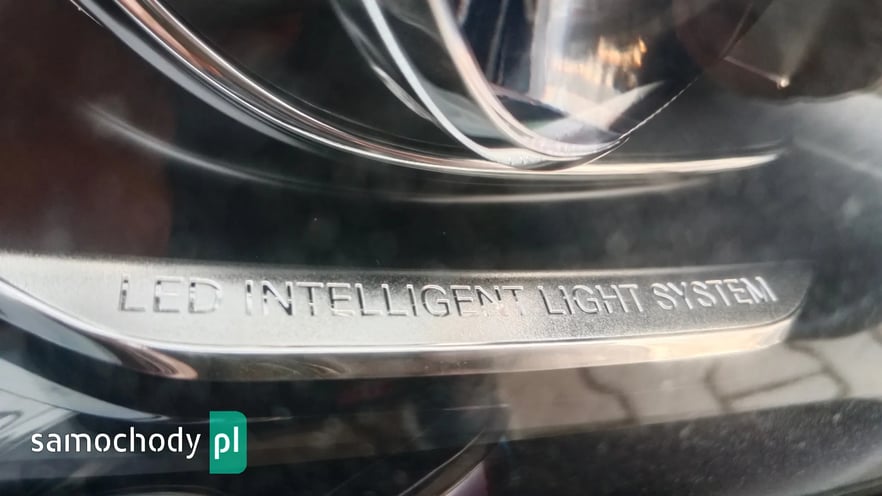 LED INTELLIGENT LIGHT SYSTEM
samochody pl